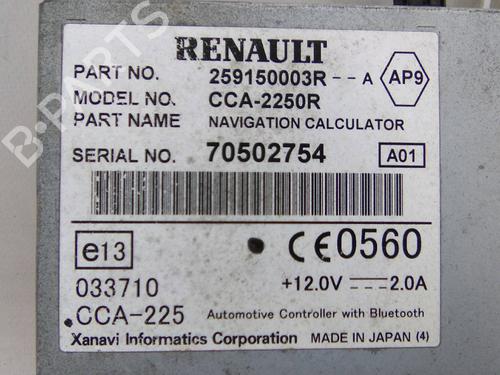 RENAULT
PART NO. 259150003R -- A AP9
MODEL NO. CCA-2250R
PART NAME NAVIGATION CALCULATOR
SERIAL NO. 70502754 A01
e13 CE0560
033710 +12.0V 2.0A
CCA-225 Automotive Controller with Bluetooth
Xanavi Informatics Corporation MADE IN JAPAN (4)
B-PARTS